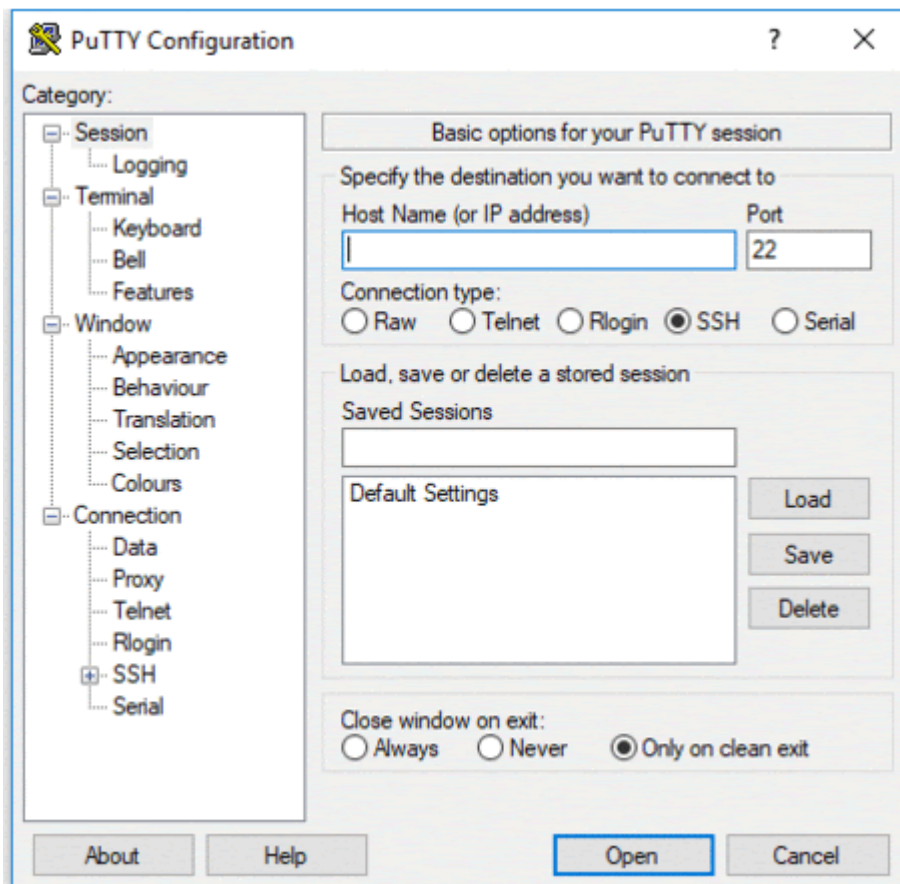 PuTTY Configuration
?
Category:
Session
Logging
Terminal
Keyboard
Bell
Features
Window
Appearance
Behaviour
Translation
Selection
Colours
Connection
Data
Proxy
Telnet
Rlogin
SSH
Serial
Basic options for your PuTTY session
Specify the destination you want to connect to
Host Name (or IP address) Port
22
Connection type:
Raw Telnet Rlogin SSH Serial
Load, save or delete a stored session
Saved Sessions
Default Settings
Load
Save
Delete
Close window on exit:
Always Never Only on clean exit
About Help Open Cancel